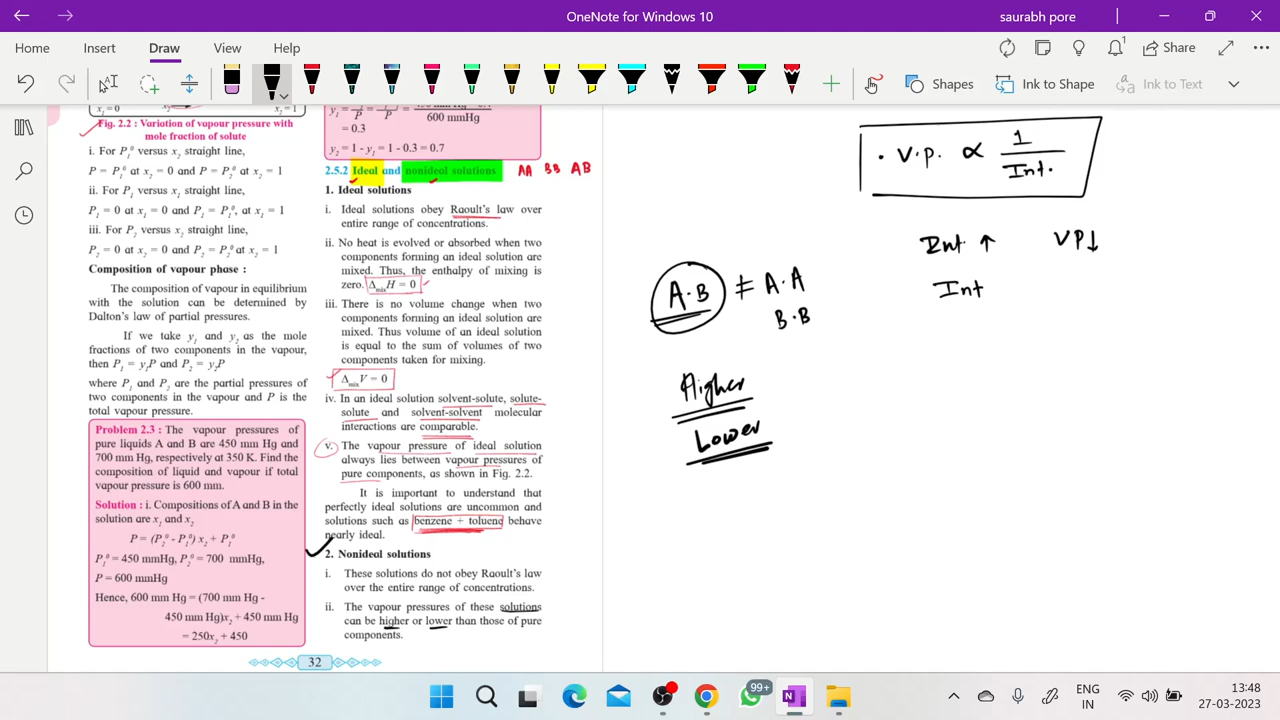 OneNote for Windows 10
saurabh pore
Home Insert Draw View Help
Share
Shapes
Ink to Shape
Ink to Text
x₁ = 0
x₂ = 1
Fig. 2.2 : Variation of vapour pressure with
mole fraction of solute
i. For P₁⁰ versus x₂ straight line,
P = P₁⁰ at x₂ = 0 and P = P₂⁰ at x₂ = 1
ii. For P₁ versus x₁ straight line,
P₁ = 0 at x₁ = 0 and P₁ = P₁⁰, at x₁ = 1
iii. For P₂ versus x₂ straight line,
P₂ = 0 at x₂ = 0 and P₂ = P₂⁰ at x₂ = 1
Composition of vapour phase :
The composition of vapour in equilibrium
with the solution can be determined by
Dalton's law of partial pressures.
If we take y₁ and y₂ as the mole
fractions of two components in the vapour,
then P₁ = y₁P and P₂ = y₂P
where P₁ and P₂ are the partial pressures of
two components in the vapour and P is the
total vapour pressure.
Problem 2.3 : The vapour pressures of
pure liquids A and B are 450 mm Hg and
700 mm Hg, respectively at 350 K. Find the
composition of liquid and vapour if total
vapour pressure is 600 mm.
Solution : i. Compositions of A and B in the
solution are x₁ and x₂
P = (P₂⁰ - P₁⁰) x₂ + P₁⁰
P₁⁰ = 450 mmHg, P₂⁰ = 700 mmHg,
P = 600 mmHg
Hence, 600 mm Hg = (700 mm Hg -
450 mm Hg)x₂ + 450 mm Hg
= 250x₂ + 450
600 mmHg
= 0.3
y₂ = 1 - y₁ = 1 - 0.3 = 0.7
2.5.2 Ideal and nonideal solutions AA BB AB
1. Ideal solutions
i. Ideal solutions obey Raoult's law over
entire range of concentrations.
ii. No heat is evolved or absorbed when two
components forming an ideal solution are
mixed. Thus, the enthalpy of mixing is
zero. Δmix H = 0
iii. There is no volume change when two
components forming an ideal solution are
mixed. Thus volume of an ideal solution
is equal to the sum of volumes of two
components taken for mixing.
Δmix V = 0
iv. In an ideal solution solvent-solute, solute-
solute and solvent-solvent molecular
interactions are comparable.
v. The vapour pressure of ideal solution
always lies between vapour pressures of
pure components, as shown in Fig. 2.2.
It is important to understand that
perfectly ideal solutions are uncommon and
solutions such as benzene + toluene behave
nearly ideal.
2. Nonideal solutions
i. These solutions do not obey Raoult's law
over the entire range of concentrations.
ii. The vapour pressures of these solutions
can be higher or lower than those of pure
components.
32
• V.p. ∝ 1/Int.
Int ↑ VP↓
Int
A·B ≠ A·A
B·B
Higher
Lower
99+
ENG
IN
13:48
27-03-2023